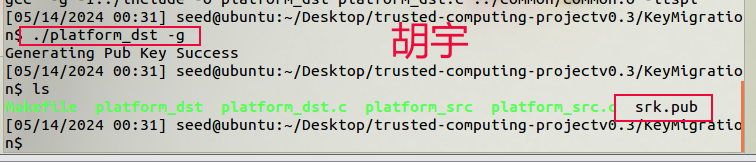 gcc -g -I../include -o platform_dst platform_dst.c ../common/common.o -ltspi
[05/14/2024 00:31] seed@ubuntu:~/Desktop/trusted-computing-projectv0.3/KeyMigratio
n$ ./platform_dst -g
胡宇
Generating Pub Key Success
[05/14/2024 00:31] seed@ubuntu:~/Desktop/trusted-computing-projectv0.3/KeyMigratio
n$ ls
Makefile platform_dst platform_dst.c platform_src platform_src.c srk.pub
[05/14/2024 00:31] seed@ubuntu:~/Desktop/trusted-computing-projectv0.3/KeyMigratio
n$